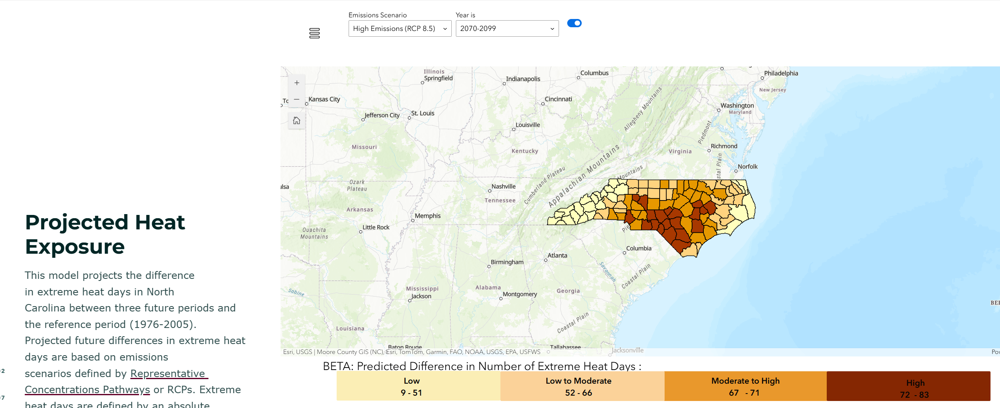 Emissions Scenario
Year is
High Emissions (RCP 8.5)
2070-2099
Projected Heat
Exposure
This model projects the difference
in extreme heat days in North
Carolina between three future periods and
the reference period (1976-2005).
Projected future differences in extreme heat
days are based on emissions
scenarios defined by Representative
Concentrations Pathways or RCPs. Extreme
heat days are defined by an absolute
Illinois
Springfield
Indianapolis
Columbus
Philadelphia
New Jersey
Kansas City
Cincinnati
Allegheny Mountains
Washington
Maryland
Jefferson City
St. Louis
Louisville
Piedmont
Missouri
Kentucky
Appalachian Mountains
Virginia
Richmond
Norfolk
Cumberland Plateau
Mountains
Ozark
Plateau
Nashville
Tennessee
Arkansas
Memphis
Little Rock
Ouachita
Mountains
Columbia
Atlanta
Birmingham
Savannah
Coastal Plain
Mississippi
Jackson
Alabama
Montgomery
Georgia
Sabine
Coastal Plain
Louisiana
Baton Rouge
Tallahassee
Jacksonville
Esri, USGS | Moore County GIS (NC), Esri, TomTom, Garmin, FAO, NOAA, USGS, EPA, USFWS
BETA: Predicted Difference in Number of Extreme Heat Days :
Low
9 - 51
Low to Moderate
52 - 66
Moderate to High
67 - 71
High
72 - 83